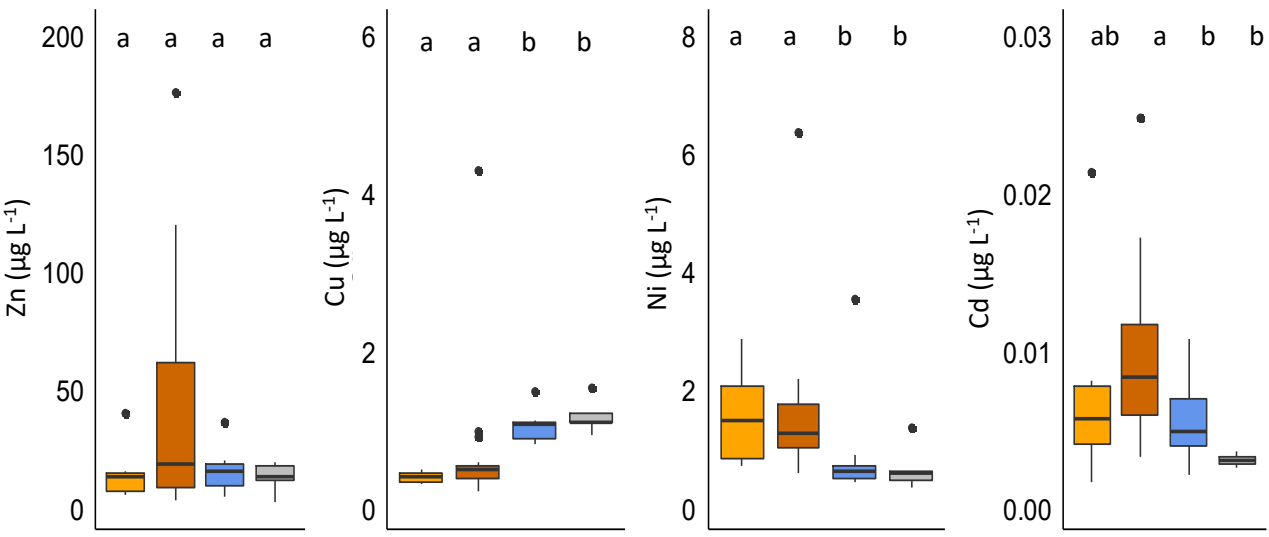 Zn (µg L-1)
200
150
100
50
0
a a a a
Cu (µg L-1)
6
4
2
0
a a b b
Ni (µg L-1)
8
6
4
2
0
a a b b
Cd (µg L-1)
0.03
0.02
0.01
0.00
ab a b b